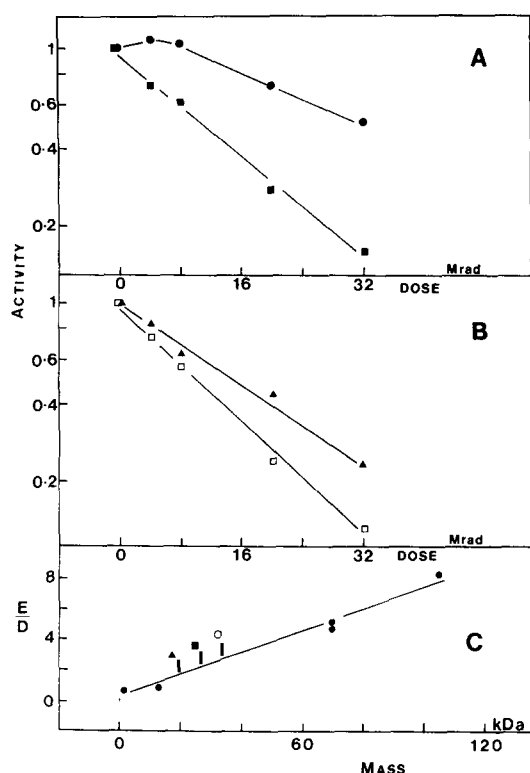 A
1
0·6
0·4
0·2
ACTIVITY
Mrad
0 16 32
DOSE
B
1
0·6
0·4
0·2
Mrad
0 16 32
DOSE
C
8
4
0
E
D
kDa
0 60 120
MASS